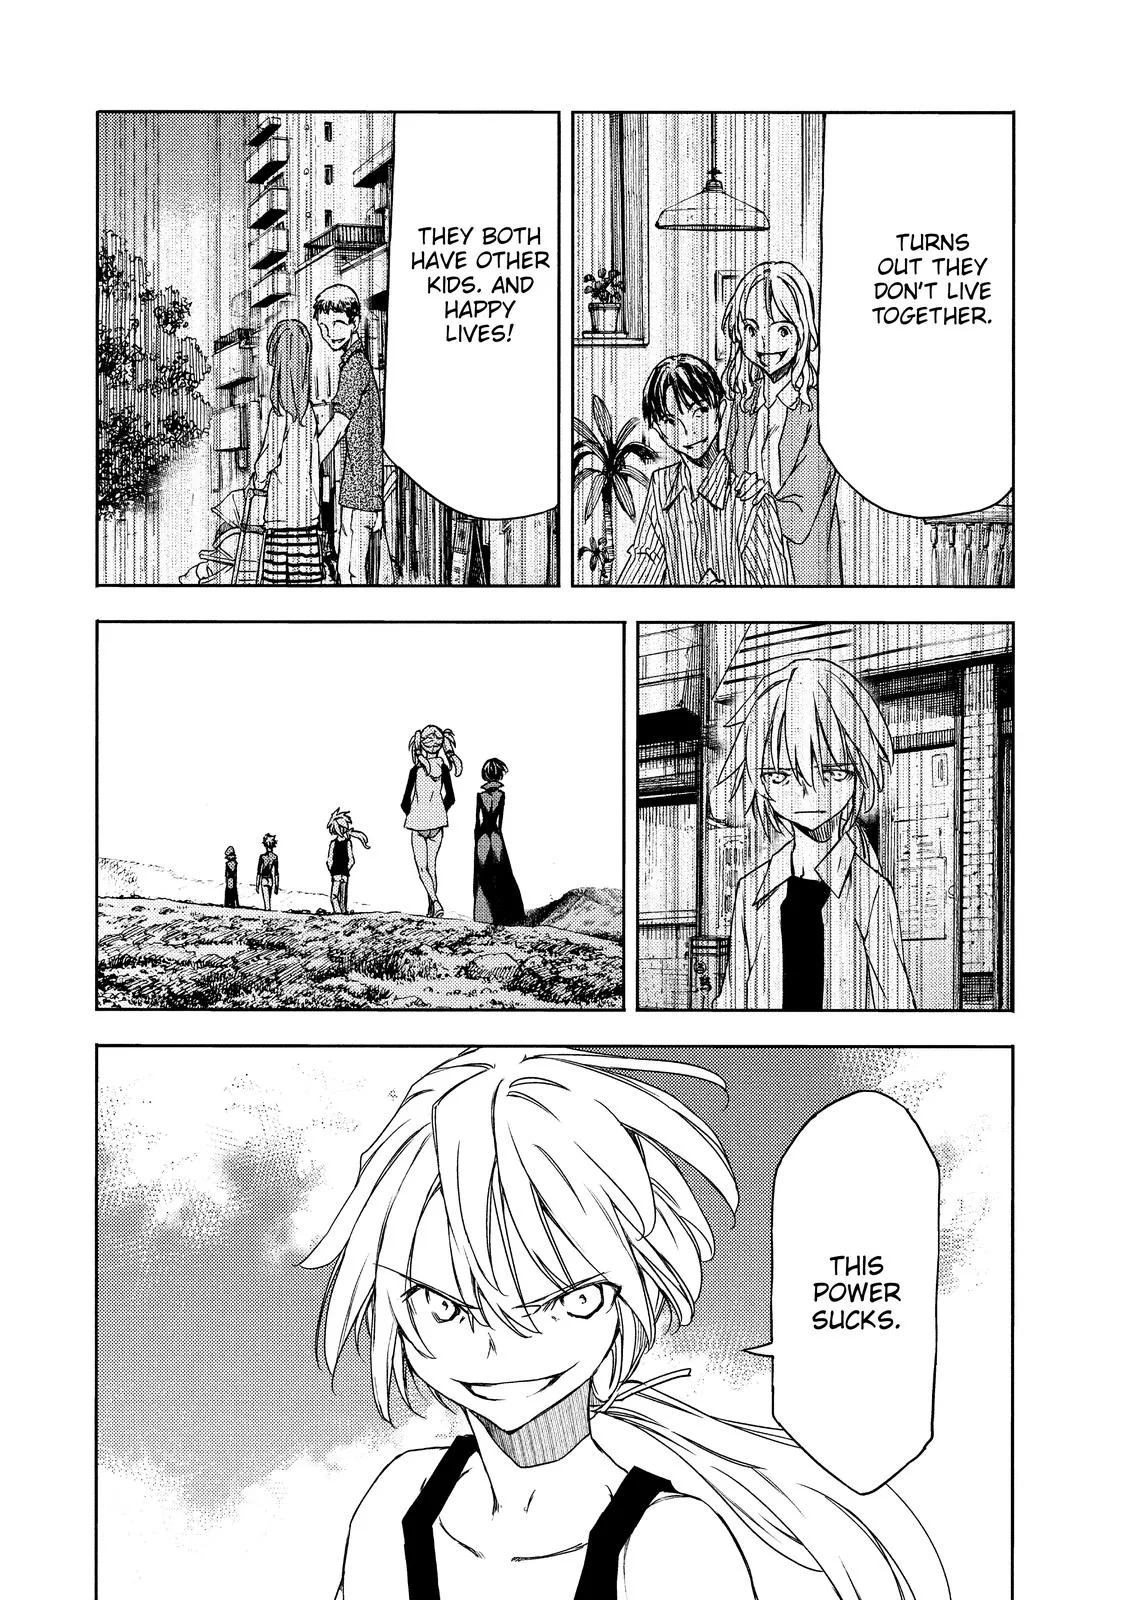 TURNS
OUT THEY
DON'T LIVE
TOGETHER.
THEY BOTH
HAVE OTHER
KIDS. AND
HAPPY
LIVES!
THIS
POWER
SUCKS.